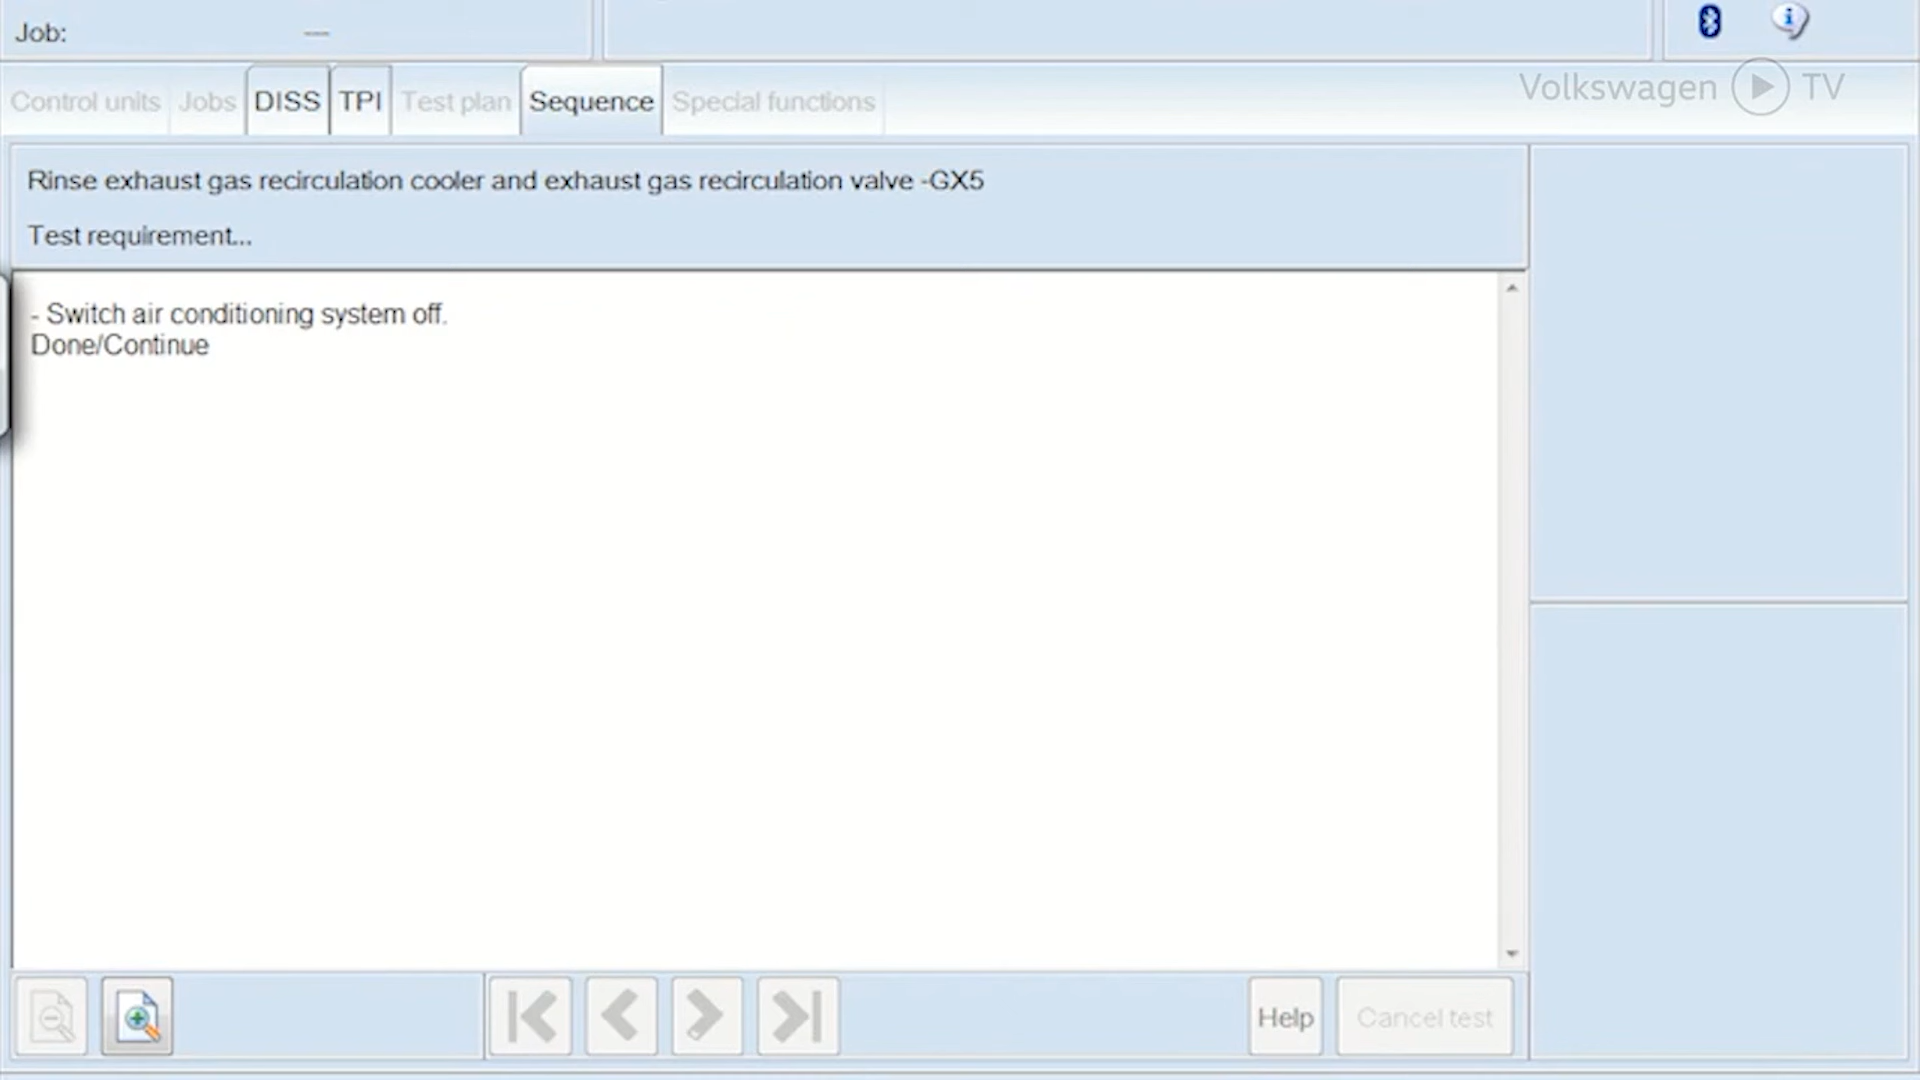 Job: ---
Volkswagen TV
Control units Jobs DISS TPI Test plan Sequence Special functions
Rinse exhaust gas recirculation cooler and exhaust gas recirculation valve -GX5
Test requirement...
- Switch air conditioning system off.
Done/Continue
Help Cancel test